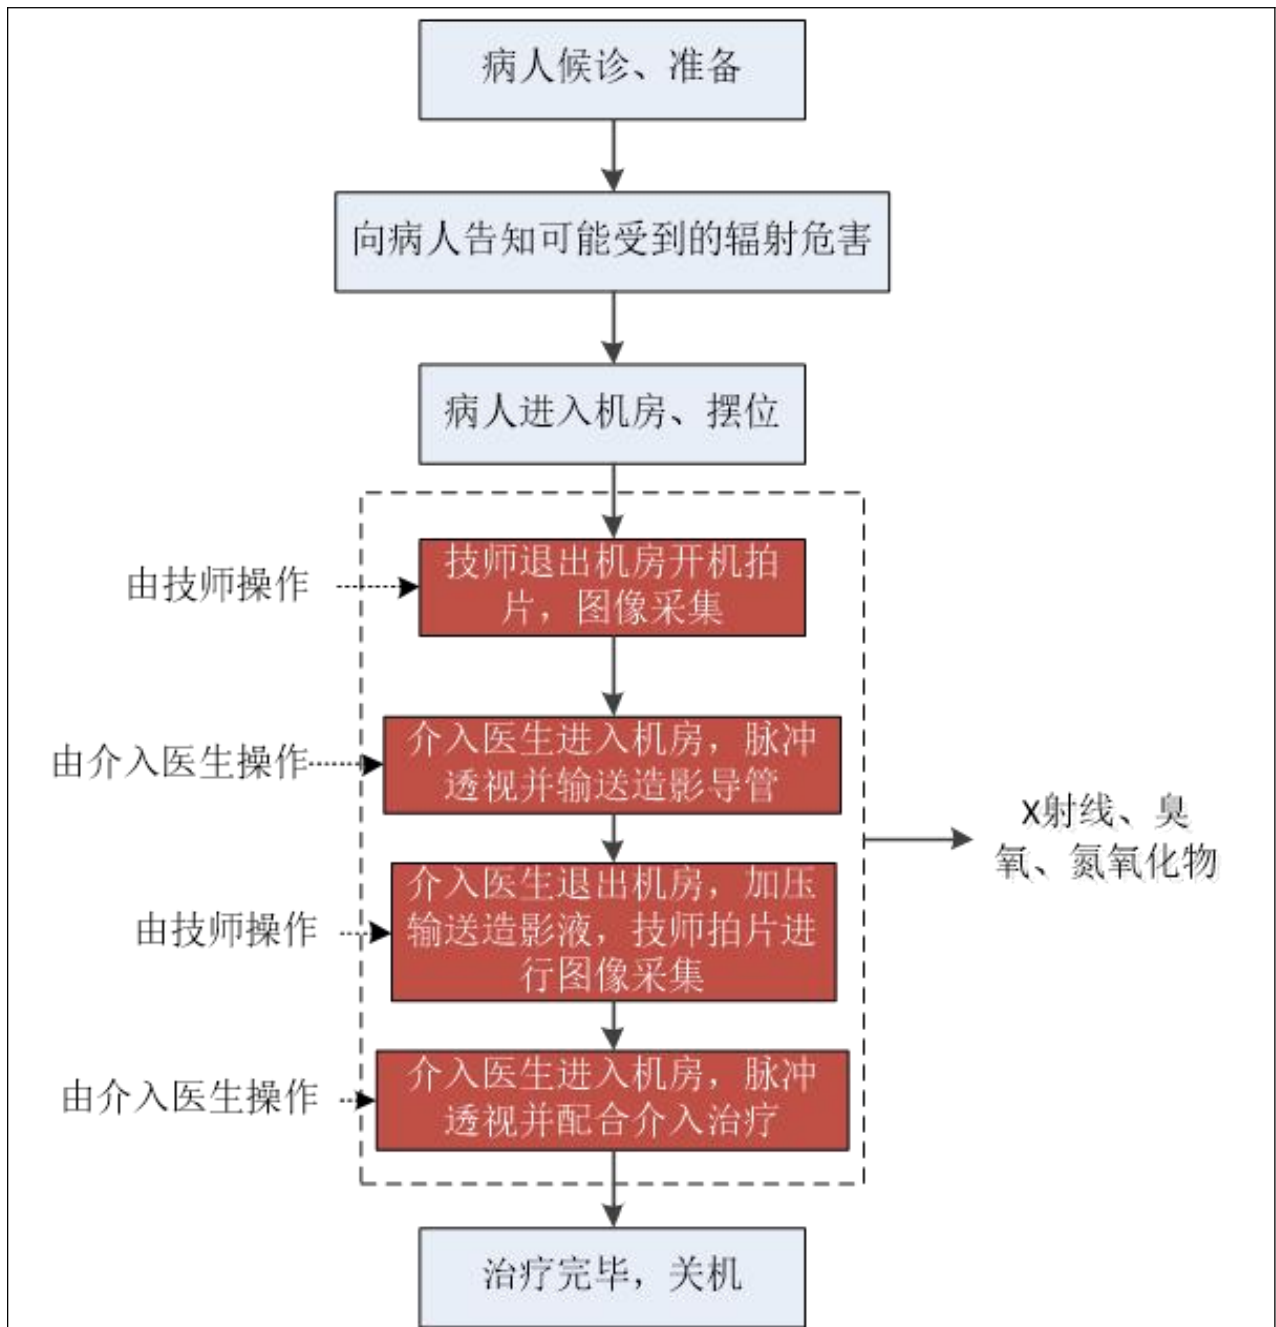 病人候诊、准备
向病人告知可能受到的辐射危害
病人进入机房、摆位
由技师操作
技师退出机房开机拍
片，图像采集
由介入医生操作
介入医生进入机房，脉冲
透视并输送造影导管
X射线、臭
氧、氮氧化物
由技师操作
介入医生退出机房，加压
输送造影液，技师拍片进
行图像采集
由介入医生操作
介入医生进入机房，脉冲
透视并配合介入治疗
治疗完毕，关机